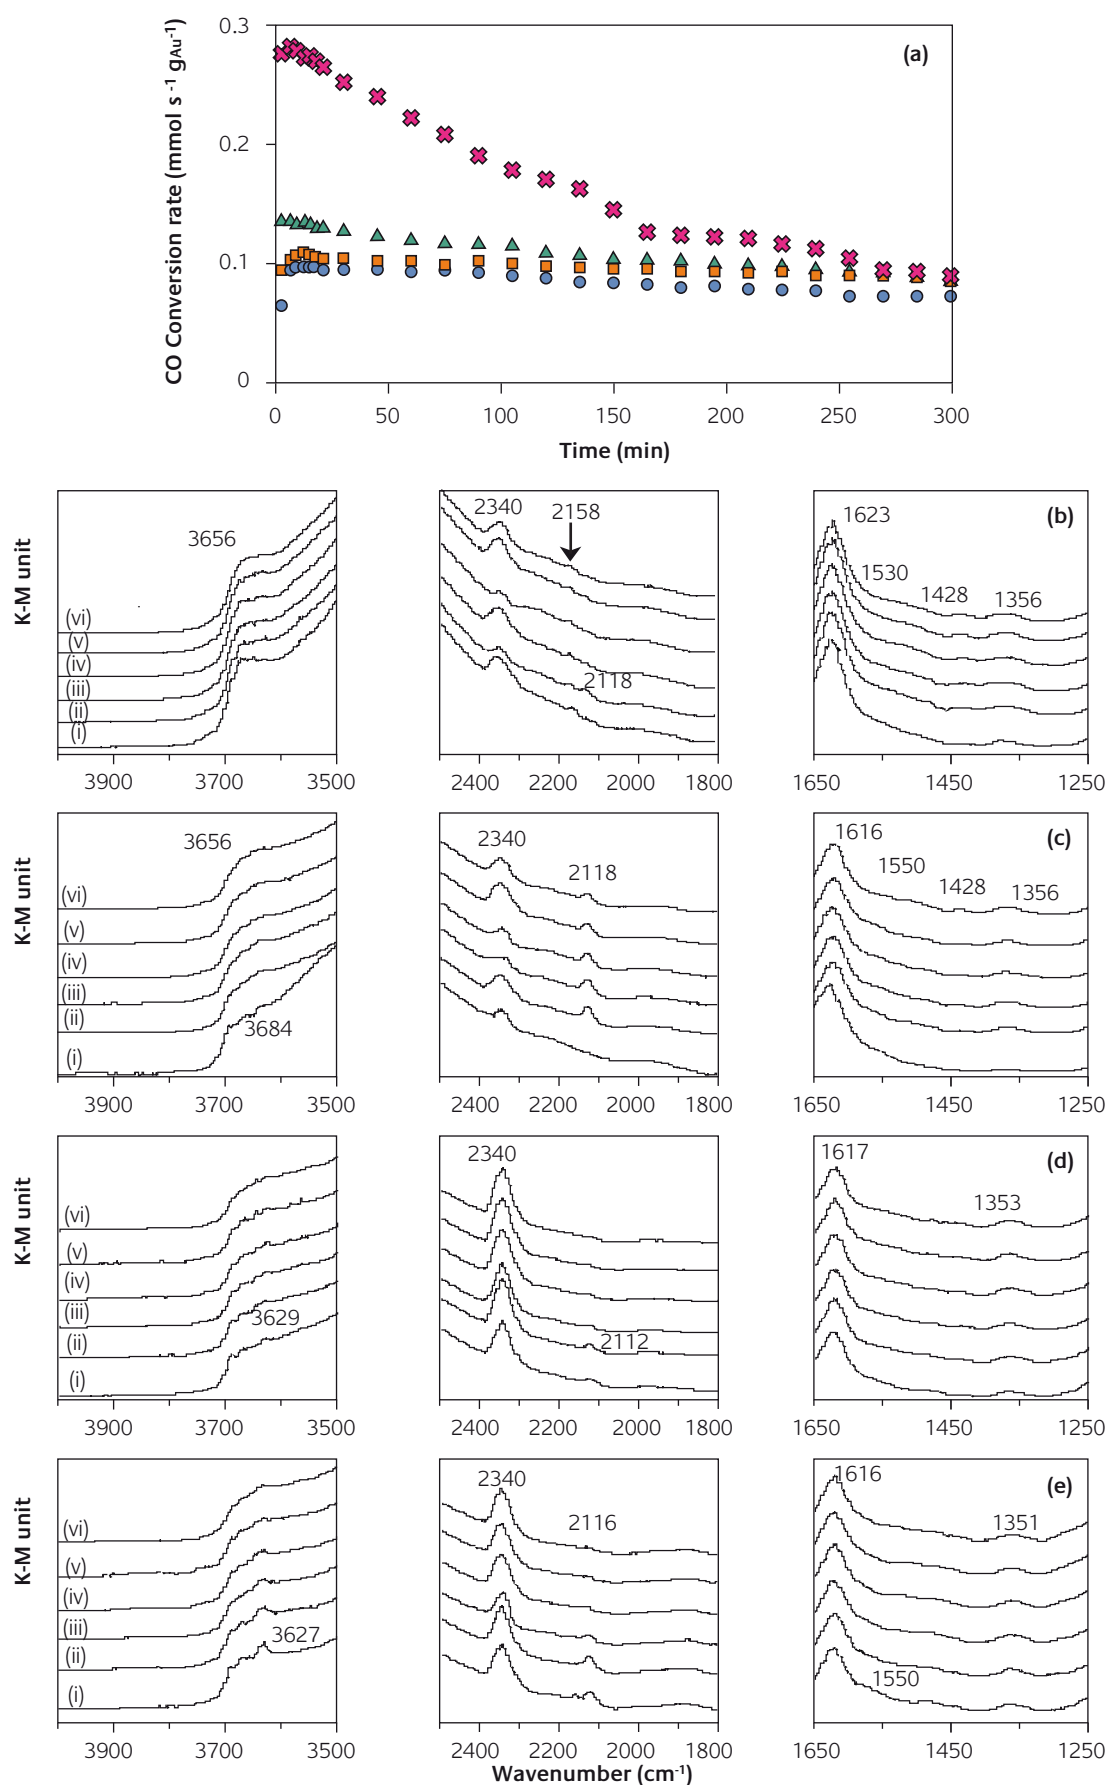 0.3
(a)
0.2
0.1
0
CO Conversion rate (mmol s⁻¹ gAu⁻¹)
0 50 100 150 200 250 300
Time (min)
K-M unit
3656
(vi)
(v)
(iv)
(iii)
(ii)
(i)
3900 3700 3500
2340
2158
2118
2400 2200 2000 1800
(b)
1623
1530
1428
1356
1650 1450 1250
K-M unit
3656
(vi)
(v)
(iv)
(iii)
(ii)
3684
(i)
3900 3700 3500
2340
2118
2400 2200 2000 1800
(c)
1616
1550
1428
1356
1650 1450 1250
K-M unit
(vi)
(v)
(iv)
(iii)
3629
(ii)
(i)
3900 3700 3500
2340
2112
2400 2200 2000 1800
(d)
1617
1353
1650 1450 1250
K-M unit
(vi)
(v)
(iv)
(iii)
3627
(ii)
(i)
3900 3700 3500
2340
2116
2400 2200 2000 1800
(e)
1616
1351
1550
1650 1450 1250
Wavenumber (cm⁻¹)